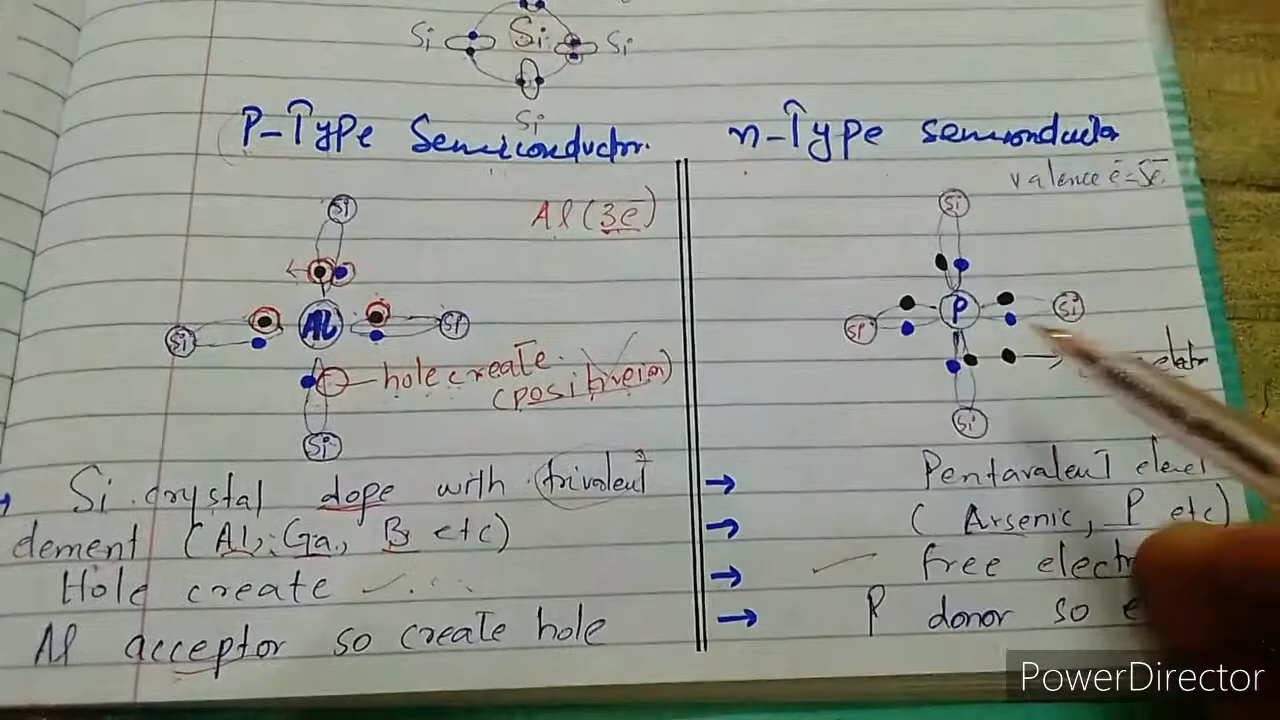 Si
Si Si
Si
P-Type Semiconductor.
n-Type semiconductor
valence e̅ = 5e̅
Si
Al (3e̅)
Si
Al
Si
Si
hole create.
Si
Si
P
Si
Si
Si crystal dope with trivalent
element (Al, Ga, B etc)
Hole create
Al acceptor so create hole
Pentavalent
(Arsenic, P etc)
free
P donor so
PowerDirector